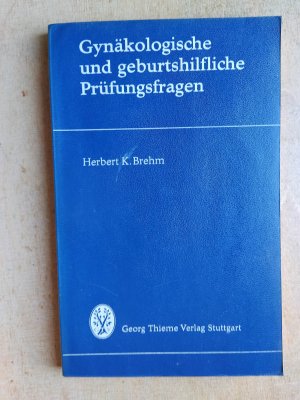 Gynäkologische
und geburtshilfliche
Prüfungsfragen
Herbert K. Brehm
Georg Thieme Verlag Stuttgart